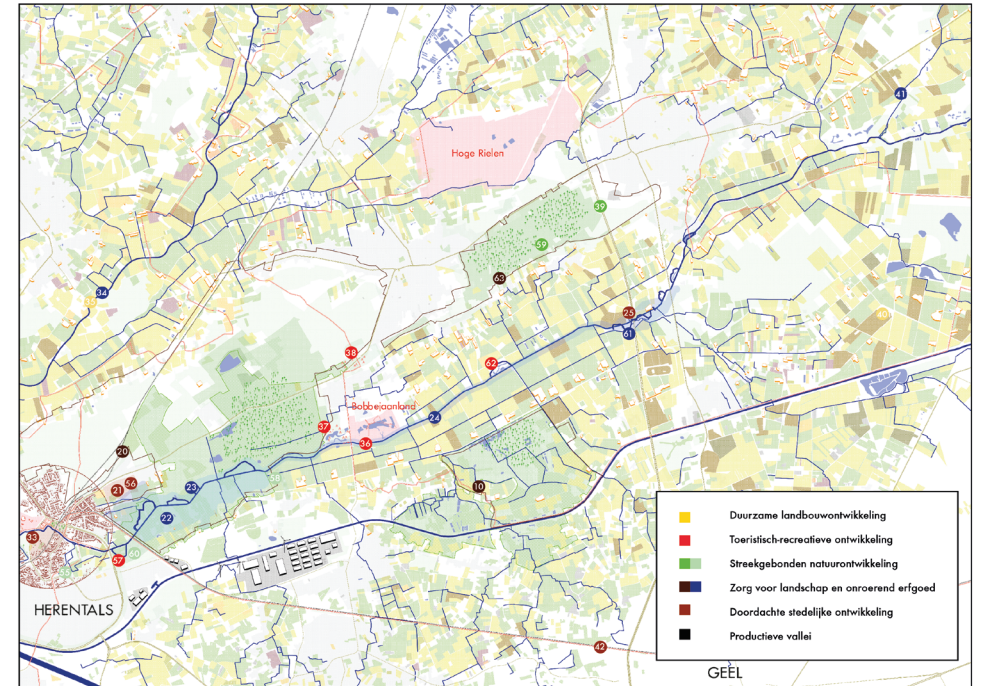 41
Hoge Rielen
39
59
63
34
25
61
40
38
62
Bobbejaanland
24
37
36
20
58
10
21
56
23
22
33
60
57
HERENTALS
42
GEEL
Duurzame landbouwontwikkeling
Toeristisch-recreatieve ontwikkeling
Streekgebonden natuurontwikkeling
Zorg voor landschap en onroerend erfgoed
Doordachte stedelijke ontwikkeling
Productieve vallei